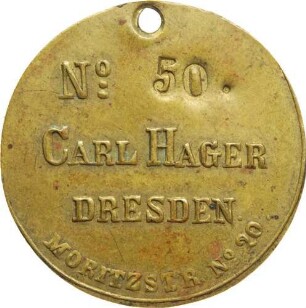 No: 50.
CARL HAGER
DRESDEN
MORITZSTR. No 20